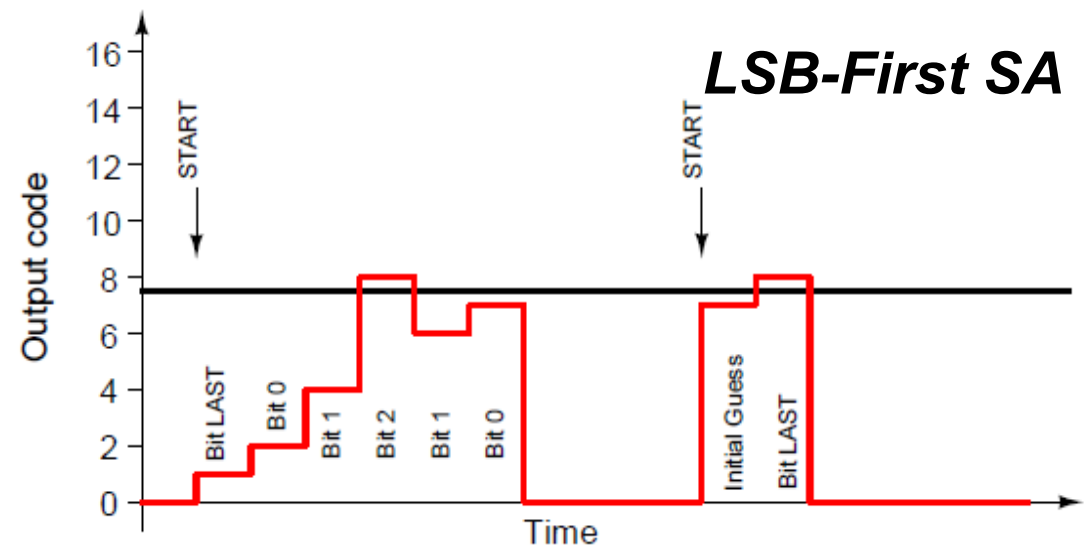 LSB-First SA
Output code
16
14
12
10
8
6
4
2
0
START
START
Bit LAST
Bit 0
Bit 1
Bit 2
Bit 1
Bit 0
Initial Guess
Bit LAST
Time